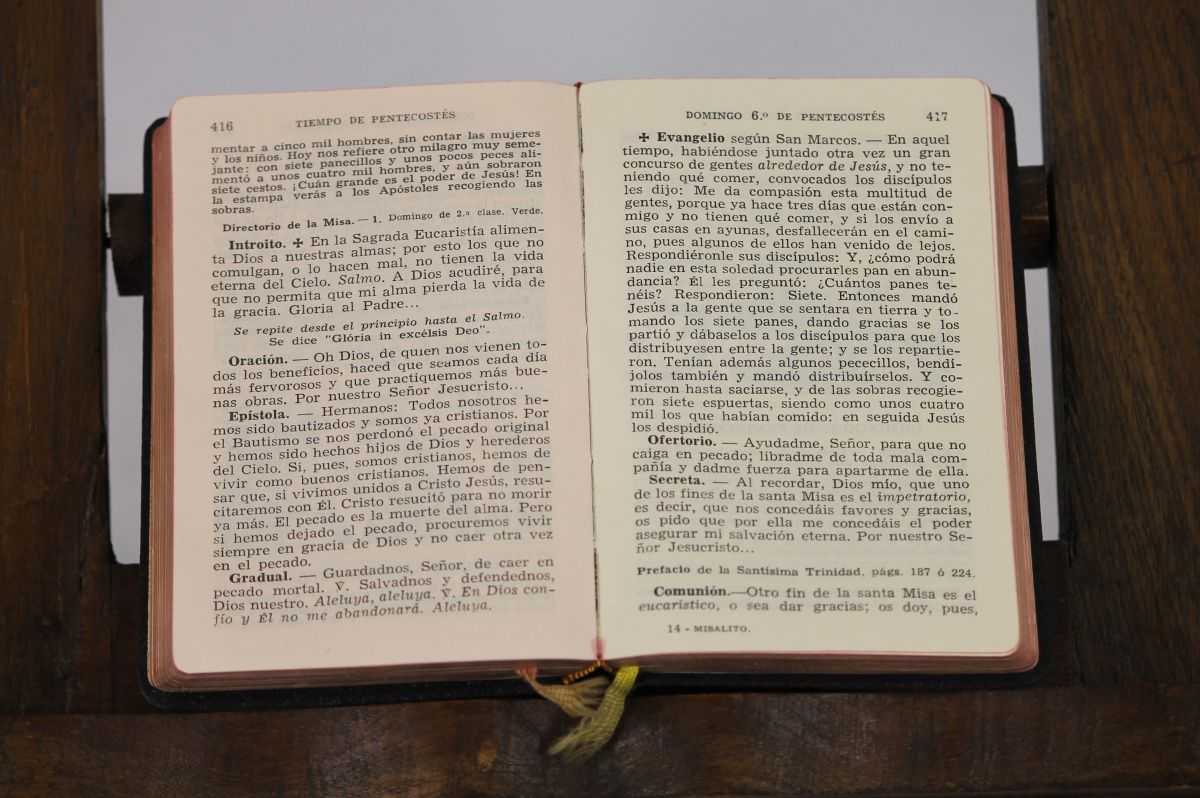 416 TIEMPO DE PENTECOSTÉS
mentar a cinco mil hombres, sin contar las mujeres
y los niños. Hoy nos refiere otro milagro muy seme-
jante: con siete panecillos y unos pocos peces ali-
mentó a unos cuatro mil hombres, y aún sobraron
siete cestos. ¡Cuán grande es el poder de Jesús! En
la estampa verás a los Apóstoles recogiendo las
sobras.
Directorio de la Misa. — 1. Domingo de 2.ª clase. Verde.
Introito. ✠ En la Sagrada Eucaristía alimen-
ta Dios a nuestras almas; por esto los que no
comulgan, o lo hacen mal, no tienen la vida
eterna del Cielo. Salmo. A Dios acudiré, para
que no permita que mi alma pierda la vida de
la gracia. Gloria al Padre...
Se repite desde el principio hasta el Salmo.
Se dice "Glória in excélsis Deo".
Oración. — Oh Dios, de quien nos vienen to-
dos los beneficios, haced que seamos cada día
más fervorosos y que practiquemos más bue-
nas obras. Por nuestro Señor Jesucristo...
Epístola. — Hermanos: Todos nosotros he-
mos sido bautizados y somos ya cristianos. Por
el Bautismo se nos perdonó el pecado original
y hemos sido hechos hijos de Dios y herederos
del Cielo. Si, pues, somos cristianos, hemos de
vivir como buenos cristianos. Hemos de pen-
sar que, si vivimos unidos a Cristo Jesús, resu-
citaremos con Él. Cristo resucitó para no morir
ya más. El pecado es la muerte del alma. Pero
si hemos dejado el pecado, procuremos vivir
siempre en gracia de Dios y no caer otra vez
en el pecado.
Gradual. — Guardadnos, Señor, de caer en
pecado mortal. ℣. Salvadnos y defendednos,
Dios nuestro. Aleluya, aleluya. ℣. En Dios con-
fío y Él no me abandonará. Aleluya.
DOMINGO 6.º DE PENTECOSTÉS 417
✠ Evangelio según San Marcos. — En aquel
tiempo, habiéndose juntado otra vez un gran
concurso de gentes alrededor de Jesús, y no te-
niendo qué comer, convocados los discípulos
les dijo: Me da compasión esta multitud de
gentes, porque ya hace tres días que están con-
migo y no tienen qué comer, y si los envío a
sus casas en ayunas, desfallecerán en el cami-
no, pues algunos de ellos han venido de lejos.
Respondiéronle sus discípulos: Y, ¿cómo podrá
nadie en esta soledad procurarles pan en abun-
dancia? Él les preguntó: ¿Cuántos panes te-
néis? Respondieron: Siete. Entonces mandó
Jesús a la gente que se sentara en tierra y to-
mando los siete panes, dando gracias se los
partió y dábaselos a los discípulos para que los
distribuyesen entre la gente; y se los repartie-
ron. Tenían además algunos pececillos, bendí-
jolos también y mandó distribuírselos. Y co-
mieron hasta saciarse, y de las sobras recogie-
ron siete espuertas, siendo como unos cuatro
mil los que habían comido: en seguida Jesús
los despidió.
Ofertorio. — Ayudadme, Señor, para que no
caiga en pecado; libradme de toda mala com-
pañía y dadme fuerza para apartarme de ella.
Secreta. — Al recordar, Dios mío, que uno
de los fines de la santa Misa es el impetratorio,
es decir, que nos concedáis favores y gracias,
os pido que por ella me concedáis el poder
asegurar mi salvación eterna. Por nuestro Se-
ñor Jesucristo...
Prefacio de la Santísima Trinidad, págs. 187 ó 224.
Comunión.—Otro fin de la santa Misa es el
eucarístico, o sea dar gracias; os doy, pues,
14 - MISALITO.